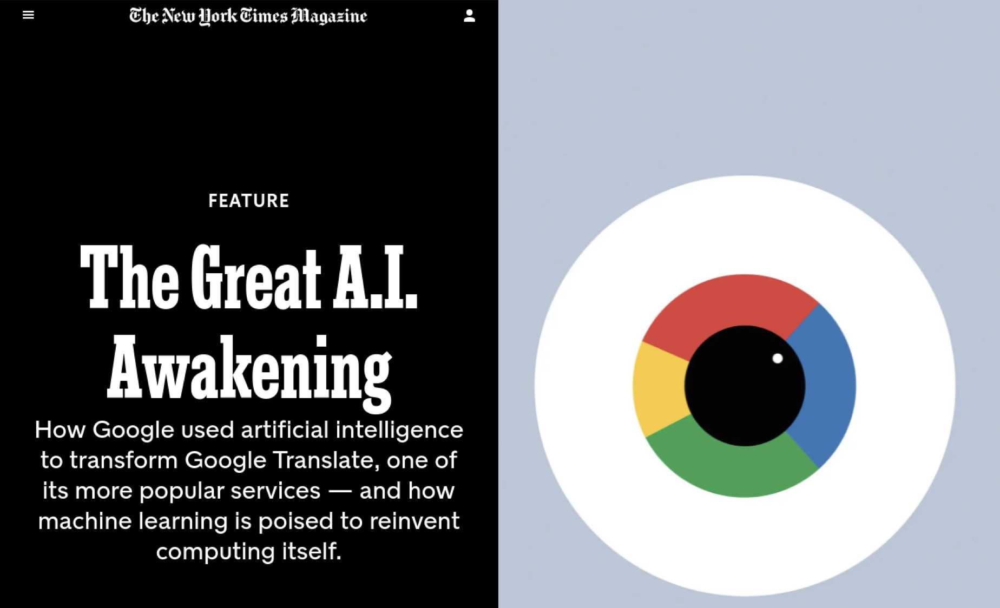 The New York Times Magazine
FEATURE
The Great A.I.
Awakening
How Google used artificial intelligence
to transform Google Translate, one of
its more popular services — and how
machine learning is poised to reinvent
computing itself.